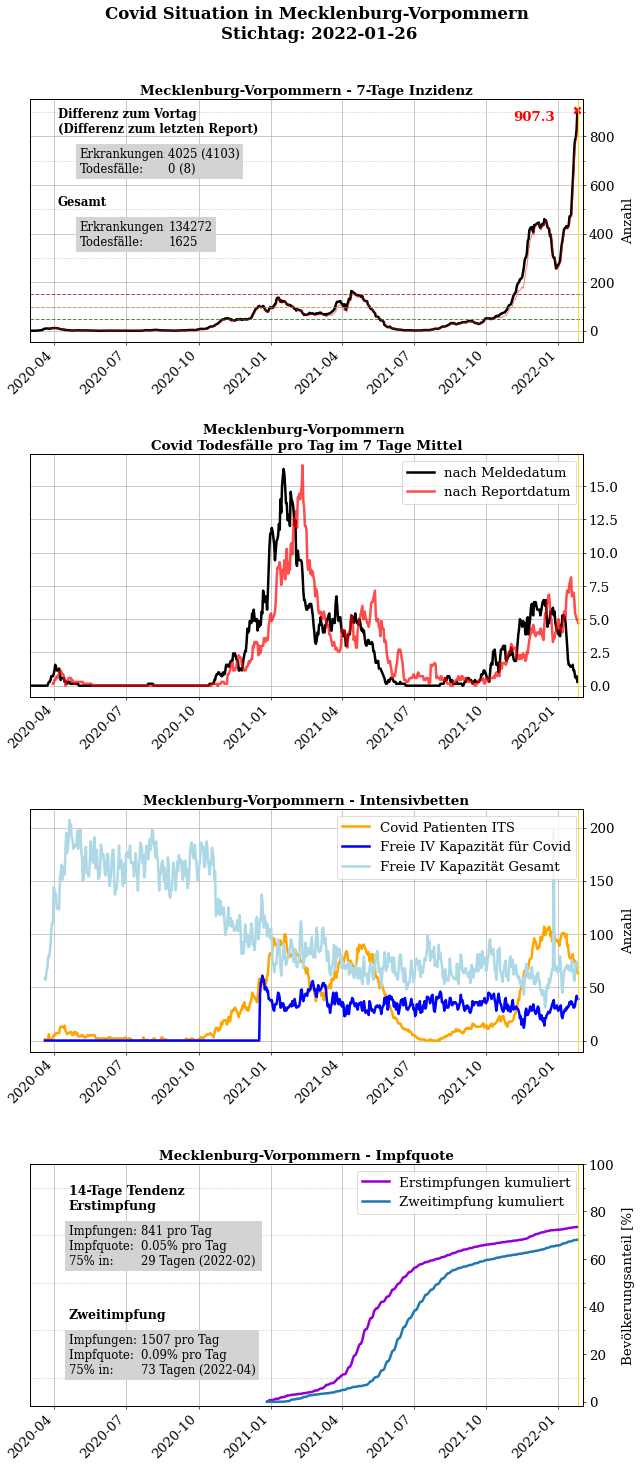 Covid Situation in Mecklenburg-Vorpommern
Stichtag: 2022-01-26
Mecklenburg-Vorpommern - 7-Tage Inzidenz
Differenz zum Vortag
(Differenz zum letzten Report)
Erkrankungen 4025 (4103)
Todesfälle: 0 (8)
Gesamt
Erkrankungen 134272
Todesfälle: 1625
907.3
800
600
400
200
0
Anzahl
2020-04
2020-07
2020-10
2021-01
2021-04
2021-07
2021-10
2022-01
Mecklenburg-Vorpommern
Covid Todesfälle pro Tag im 7 Tage Mittel
nach Meldedatum
nach Reportdatum
15.0
12.5
10.0
7.5
5.0
2.5
0.0
2020-04
2020-07
2020-10
2021-01
2021-04
2021-07
2021-10
2022-01
Mecklenburg-Vorpommern - Intensivbetten
Covid Patienten ITS
Freie IV Kapazität für Covid
Freie IV Kapazität Gesamt
200
150
100
50
0
Anzahl
2020-04
2020-07
2020-10
2021-01
2021-04
2021-07
2021-10
2022-01
Mecklenburg-Vorpommern - Impfquote
14-Tage Tendenz
Erstimpfung
Impfungen: 841 pro Tag
Impfquote: 0.05% pro Tag
75% in: 29 Tagen (2022-02)
Zweitimpfung
Impfungen: 1507 pro Tag
Impfquote: 0.09% pro Tag
75% in: 73 Tagen (2022-04)
Erstimpfungen kumuliert
Zweitimpfung kumuliert
100
80
60
40
20
0
Bevölkerungsanteil [%]
2020-04
2020-07
2020-10
2021-01
2021-04
2021-07
2021-10
2022-01